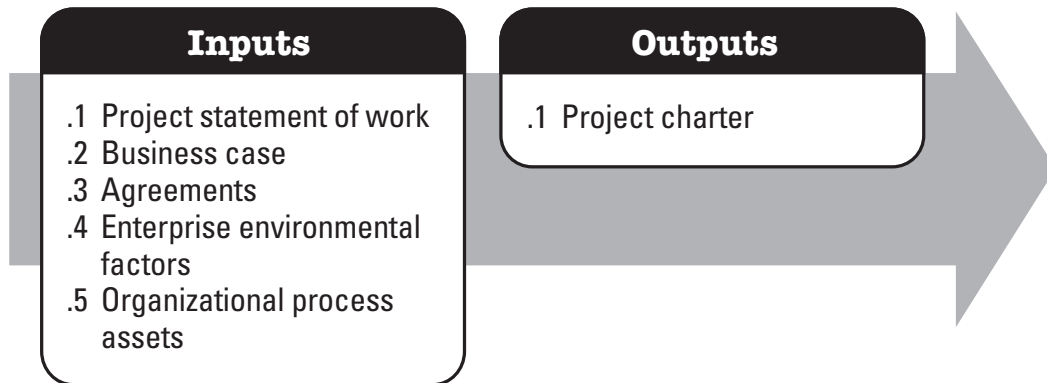 Inputs
.1 Project statement of work
.2 Business case
.3 Agreements
.4 Enterprise environmental
factors
.5 Organizational process
assets
Outputs
.1 Project charter